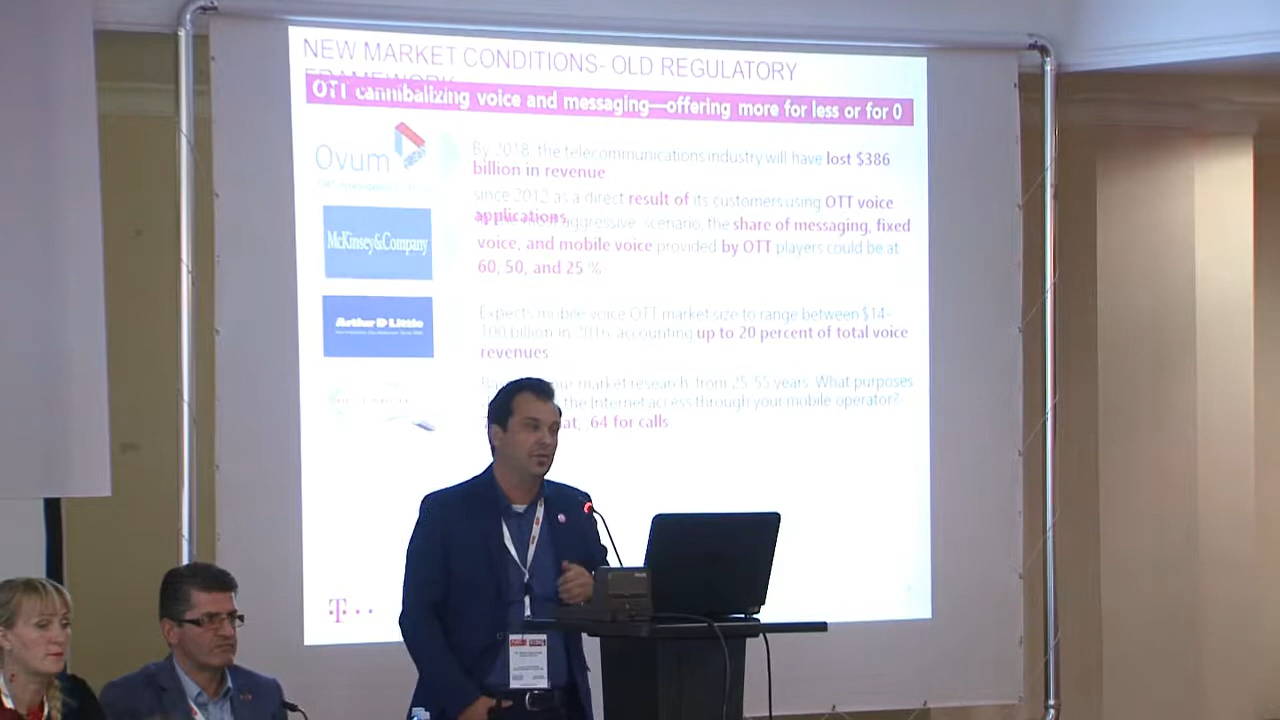 NEW MARKET CONDITIONS- OLD REGULATORY
FRAMEWORK
OTT cannibalizing voice and messaging—offering more for less or for 0
Ovum
By 2018, the telecommunications industry will have lost $386
billion in revenue
since 2012 as a direct result of its customers using OTT voice
applications
aggressive scenario, the share of messaging, fixed
McKinsey&Company
voice, and mobile voice provided by OTT players could be at
60, 50, and 25 %
Arthur D Little
Expects mobile voice OTT market size to range between $14-
100 billion in 2016, accounting up to 20 percent of total voice
revenues
market research, from 25-55 years. What purposes
the Internet access through your mobile operator?
64 for calls
T